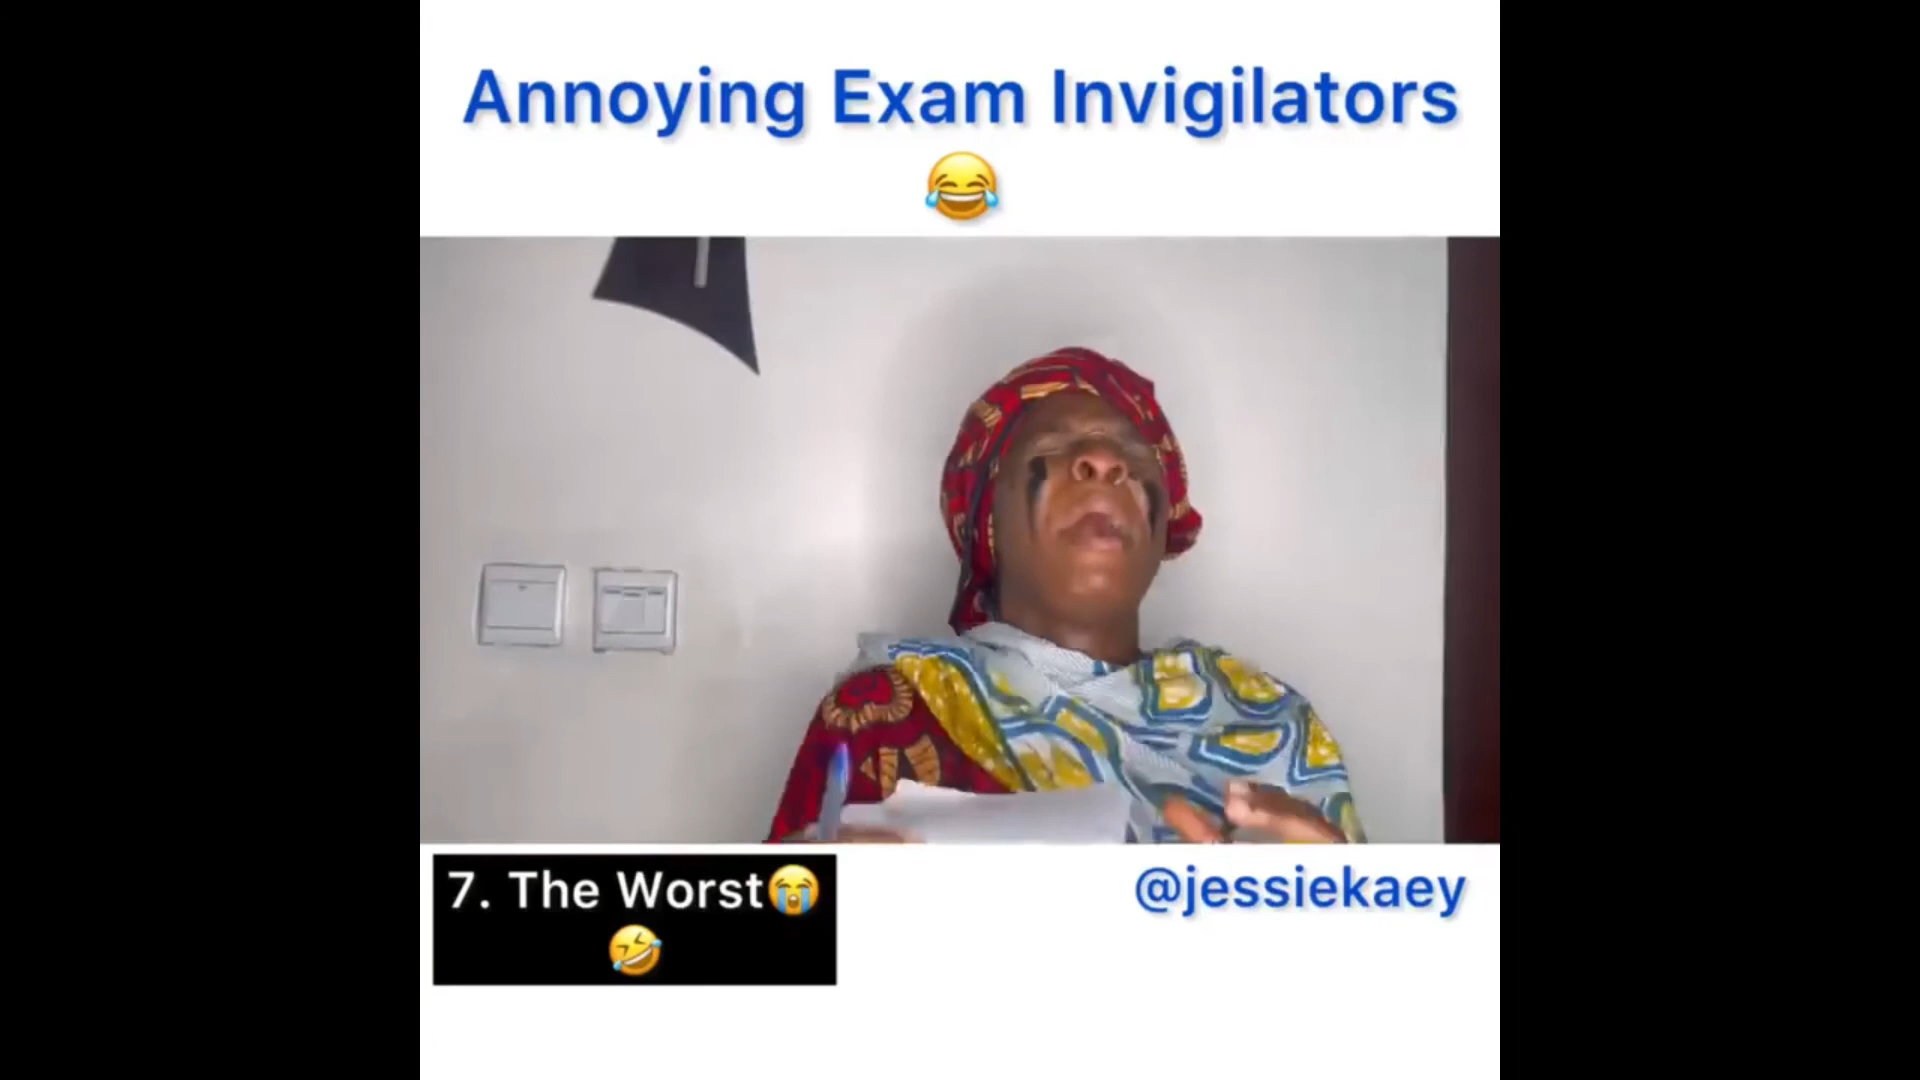 Annoying Exam Invigilators
😂
7. The Worst😭
🤣
@jessiekaey